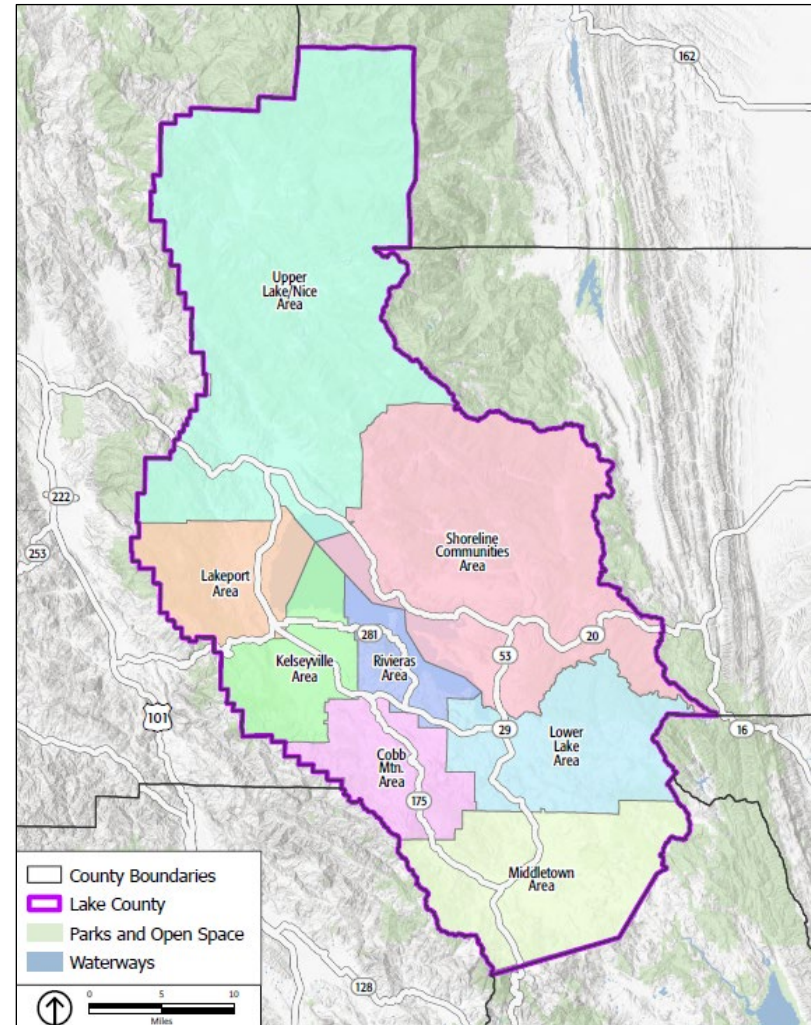 162
Upper
Lake/Nice
Area
222
253
Lakeport
Area
Shoreline
Communities
Area
281
20
53
Kelseyville
Area
Rivieras
Area
101
29
16
Lower
Lake
Area
Cobb
Mtn.
Area
175
Middletown
Area
128
County Boundaries
Lake County
Parks and Open Space
Waterways
0 5 10
Miles